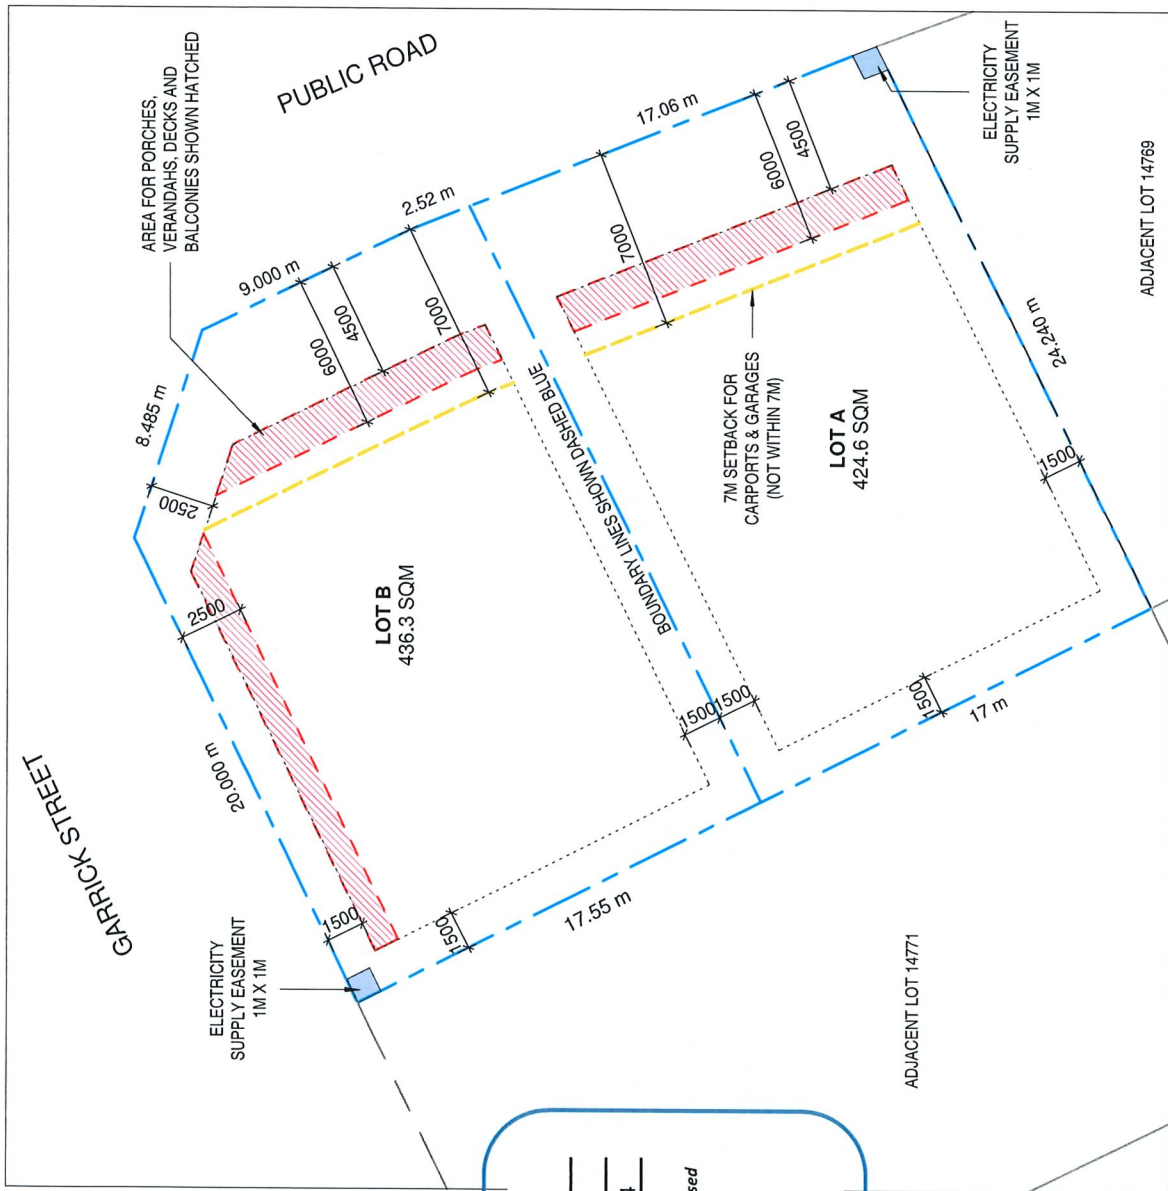 PUBLIC ROAD
AREA FOR PORCHES,
VERANDAHS, DECKS AND
BALCONIES SHOWN HATCHED
ELECTRICITY
SUPPLY EASEMENT
1M X 1M
17.06 m
2.52 m
9.000 m
8.485 m
4500
6000
7000
4500
6000
7000
2500
2500
ADJACENT LOT 14769
24.240 m
7M SETBACK FOR
CARPORTS & GARAGES
(NOT WITHIN 7M)
LOT A
424.6 SQM
1500
BOUNDARY LINES SHOWN DASHED BLUE
LOT B
436.3 SQM
1500
1500
1500
17 m
GARRICK STREET
20.000 m
1500
1500
17.55 m
ELECTRICITY
SUPPLY EASEMENT
1M X 1M
ADJACENT LOT 14771
sed